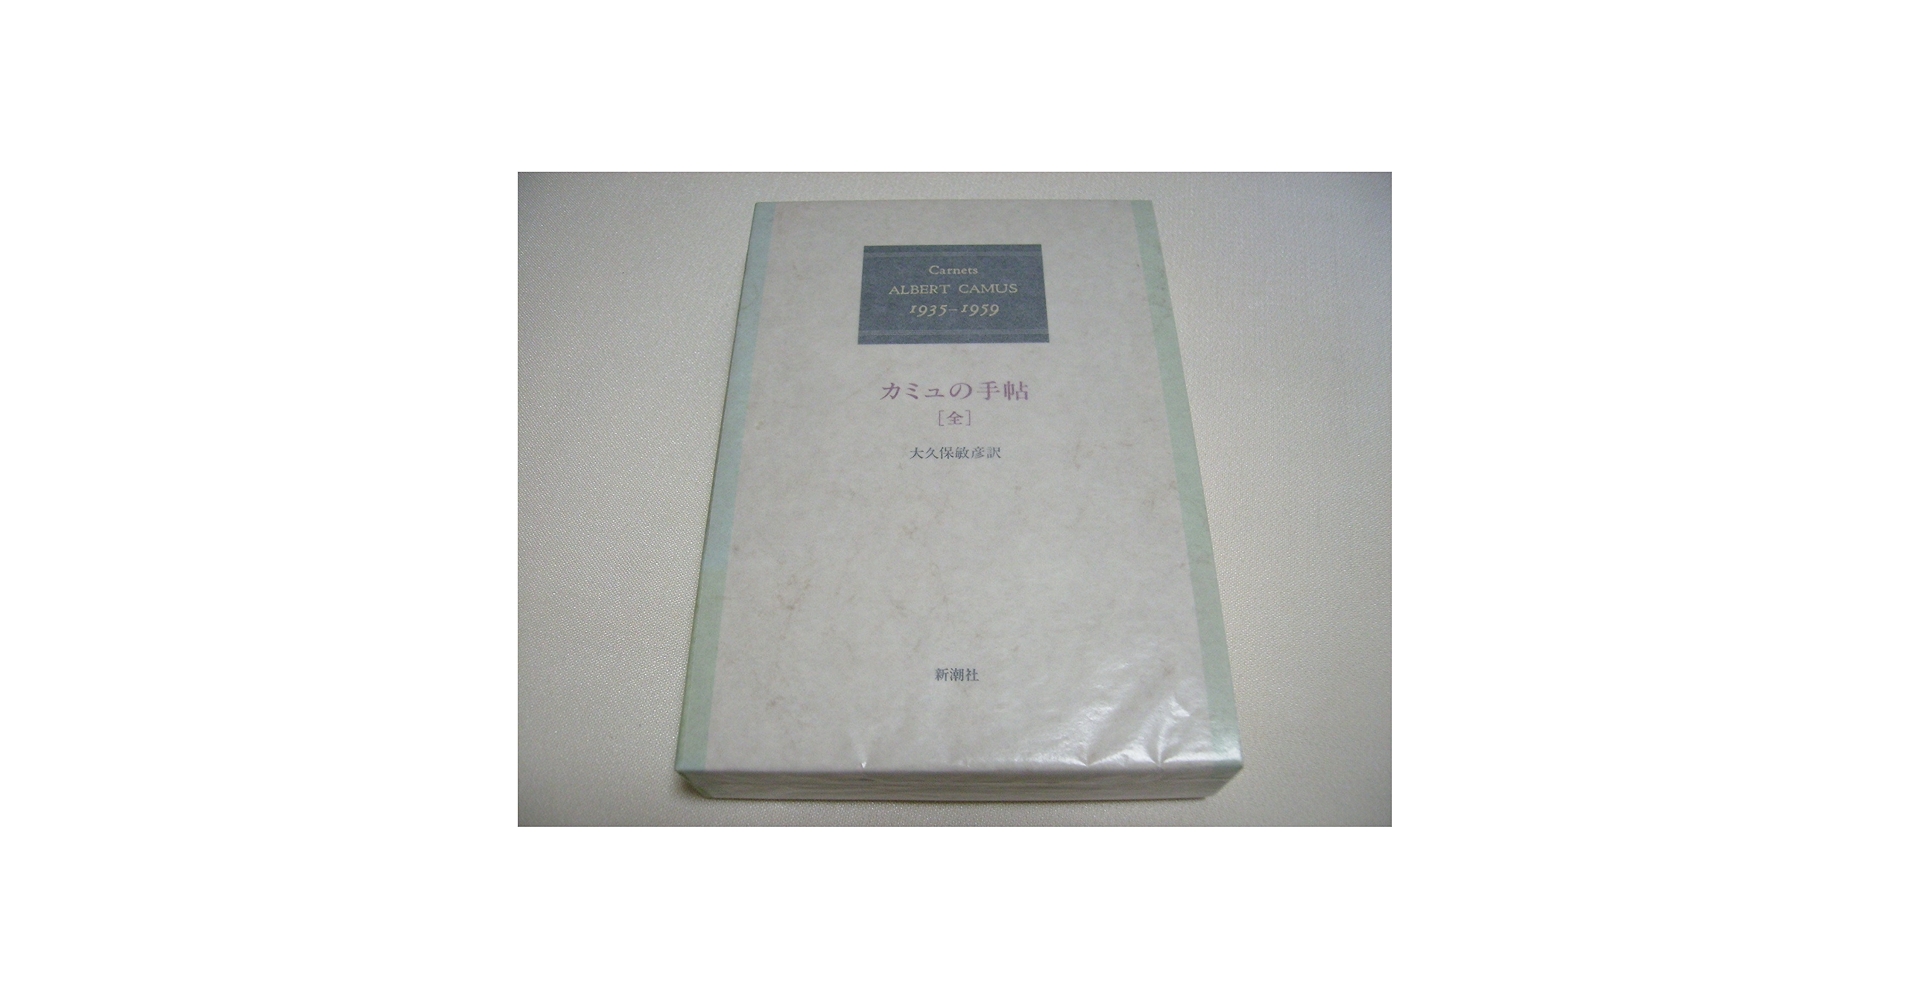 Carnets
ALBERT CAMUS
1935-1959
カミュの手帖
[全]
大久保敏彦訳
新潮社